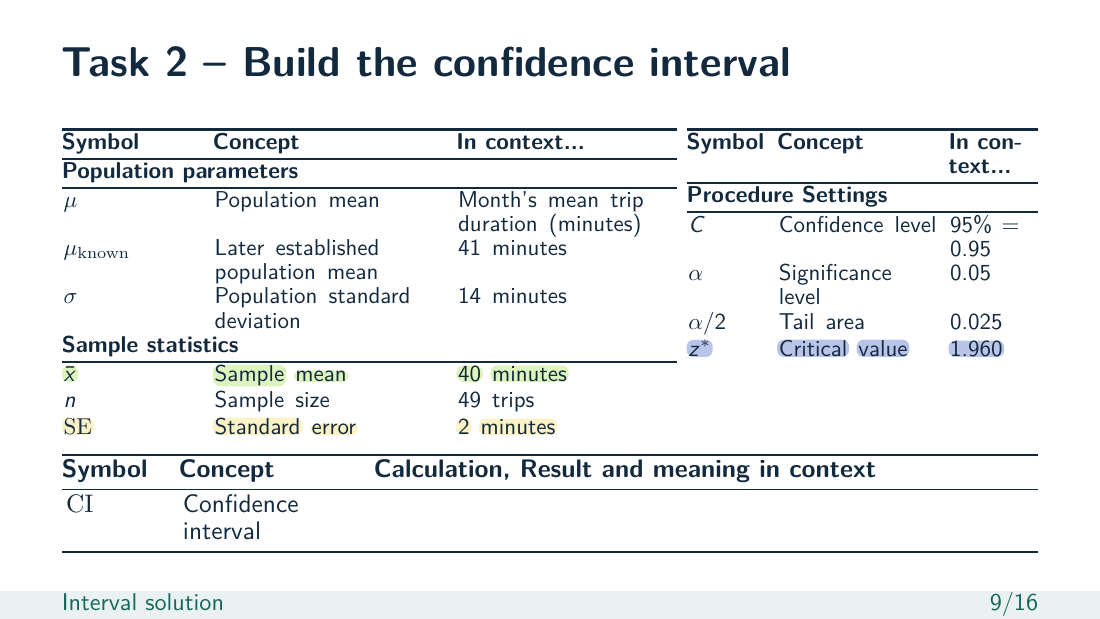 Task 2 – Build the confidence interval
Symbol Concept In context...
Population parameters
μ Population mean Month's mean trip
duration (minutes)
μknown Later established 41 minutes
population mean
σ Population standard 14 minutes
deviation
Sample statistics
x̄ Sample mean 40 minutes
n Sample size 49 trips
SE Standard error 2 minutes
Symbol Concept In con-
text...
Procedure Settings
C Confidence level 95% =
0.95
α Significance 0.05
level
α/2 Tail area 0.025
z* Critical value 1.960
Symbol Concept Calculation, Result and meaning in context
CI Confidence
interval
Interval solution 9/16